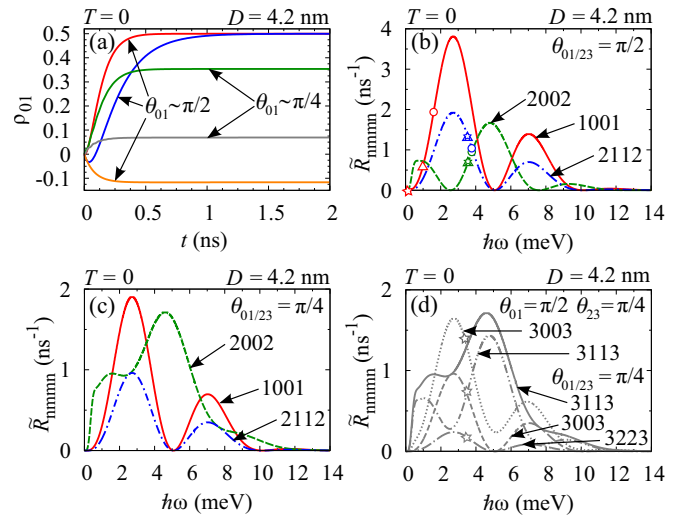 T = 0 D = 4.2 nm
(a)
ρ01
0.5
0.4
0.3
0.2
0.1
0
-0.1
θ01~π/2
θ01~π/4
0 0.5 1 1.5 2
t (ns)
T = 0 D = 4.2 nm
(b) θ01/23 = π/2
R̃nmmn (ns⁻¹)
4
3
2
1
0
2002
1001
2112
0 2 4 6 8 10 12 14
ħω (meV)
T = 0 D = 4.2 nm
(c) θ01/23 = π/4
R̃nmmn (ns⁻¹)
2
1
0
2002
1001
2112
0 2 4 6 8 10 12 14
ħω (meV)
T = 0 D = 4.2 nm
(d) θ01 = π/2 θ23 = π/4
R̃nmmn (ns⁻¹)
2
1
0
3003
3113
θ01/23 = π/4
3113
3003
3223
0 2 4 6 8 10 12 14
ħω (meV)